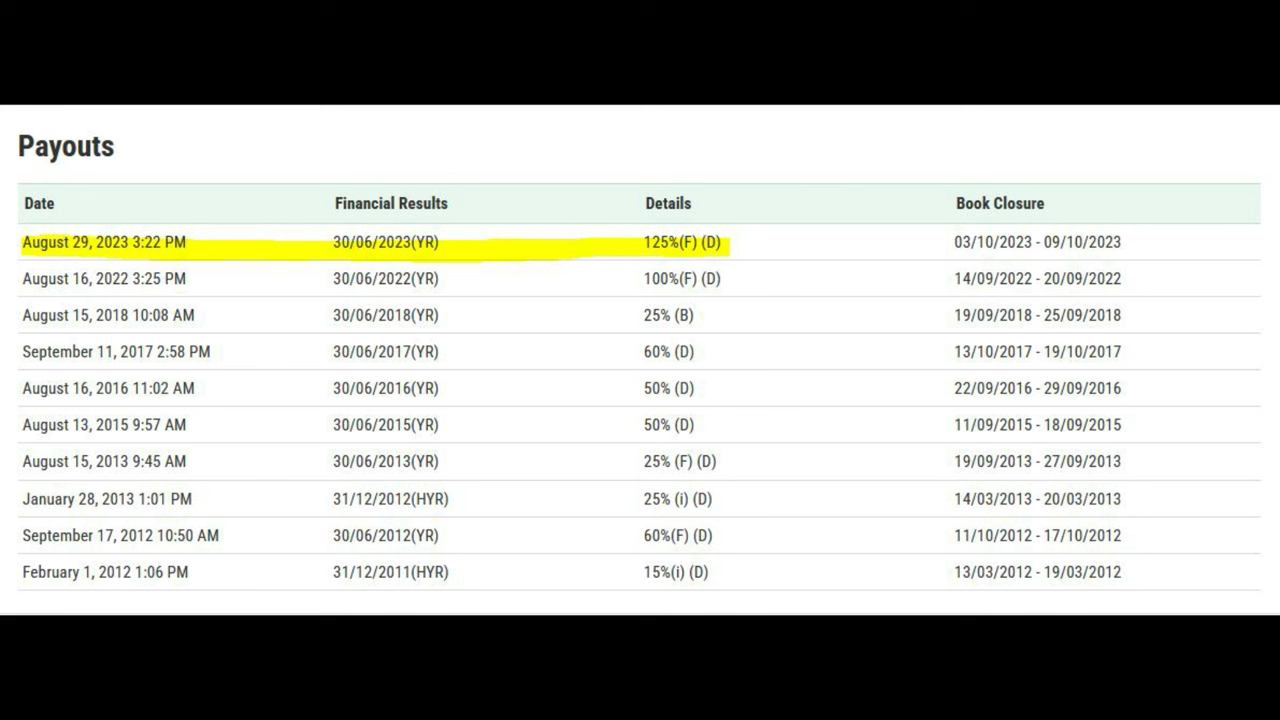 Payouts
Date Financial Results Details Book Closure
August 29, 2023 3:22 PM 30/06/2023(YR) 125%(F) (D) 03/10/2023 - 09/10/2023
August 16, 2022 3:25 PM 30/06/2022(YR) 100%(F) (D) 14/09/2022 - 20/09/2022
August 15, 2018 10:08 AM 30/06/2018(YR) 25% (B) 19/09/2018 - 25/09/2018
September 11, 2017 2:58 PM 30/06/2017(YR) 60% (D) 13/10/2017 - 19/10/2017
August 16, 2016 11:02 AM 30/06/2016(YR) 50% (D) 22/09/2016 - 29/09/2016
August 13, 2015 9:57 AM 30/06/2015(YR) 50% (D) 11/09/2015 - 18/09/2015
August 15, 2013 9:45 AM 30/06/2013(YR) 25% (F) (D) 19/09/2013 - 27/09/2013
January 28, 2013 1:01 PM 31/12/2012(HYR) 25% (i) (D) 14/03/2013 - 20/03/2013
September 17, 2012 10:50 AM 30/06/2012(YR) 60%(F) (D) 11/10/2012 - 17/10/2012
February 1, 2012 1:06 PM 31/12/2011(HYR) 15%(i) (D) 13/03/2012 - 19/03/2012